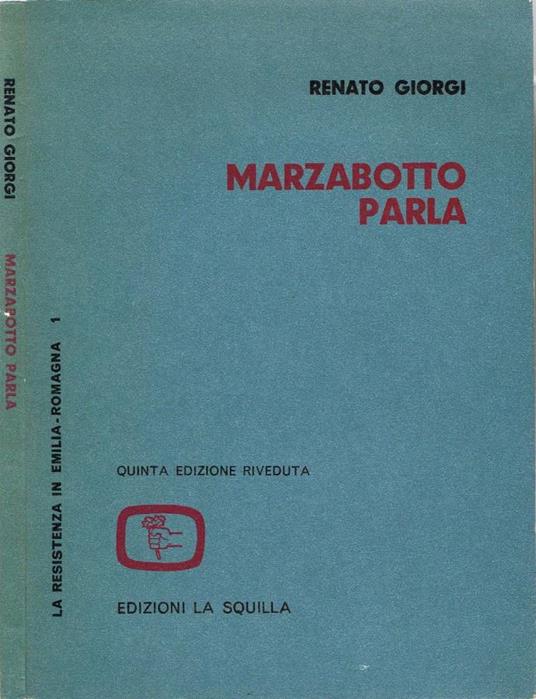 RENATO GIORGI
MARZABOTTO PARLA
LA RESISTENZA IN EMILIA-ROMAGNA 1
RENATO GIORGI
MARZABOTTO
PARLA
QUINTA EDIZIONE RIVEDUTA
EDIZIONI LA SQUILLA